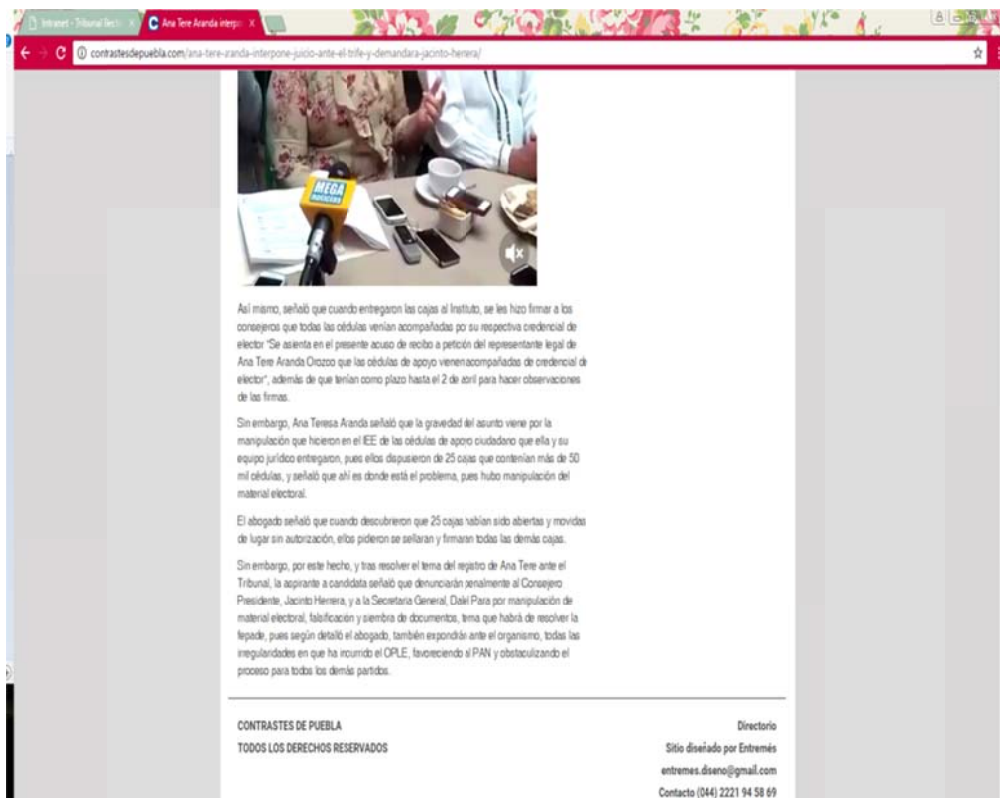 Intranet - Tribunal Elect
Ana Tere Aranda interpo
contrastesdepuebla.com/ana-tere-aranda-interpone-juicio-ante-el-trife-y-demandara-jacinto-herrera/
MEGA
NOTICIAS
Así mismo, señaló que cuando entregaron las cajas al Instituto, se les hizo firmar a los
consejeros que todas las cédulas venían acompañadas po su respectiva credencial de
elector "Se asienta en el presente acuso de recibo a petición del representante legal de
Ana Tere Aranda Orozco que las cédulas de apoyo vienenacompañadas de credencial de
elector", además de que tenían como plazo hasta el 2 de abril para hacer observaciones
de las firmas.
Sin embargo, Ana Teresa Aranda señaló que la gravedad del asunto viene por la
manipulación que hicieron en el IEE de las cédulas de apoyo ciudadano que ella y su
equipo jurídico entregaron, pues ellos dispusieron de 25 cajas que contenían más de 50
mil cédulas, y señaló que ahí es donde está el problema, pues hubo manipulación del
material electoral.
El abogado señaló que cuando descubrieron que 25 cajas habían sido abiertas y movidas
de lugar sin autorización, ellos pidieron se sellaran y firmaran todas las demás cajas.
Sin embargo, por este hecho, y tras resolver el tema del registro de Ana Tere ante el
Tribunal, la aspirante a candidata señaló que denunciarán penalmente al Consejero
Presidente, Jacinto Herrera, y a la Secretaria General, Dalel Para por manipulación de
material electoral, falsificación y siembra de documentos, tema que habrá de resolver la
fepade, pues según detalló el abogado, también expondrán ante el organismo, todas las
irregularidades en que ha incurrido el OPLE, favoreciendo al PAN y obstaculizando el
proceso para todos los demás partidos.
CONTRASTES DE PUEBLA
TODOS LOS DERECHOS RESERVADOS
Directorio
Sitio diseñado por Entremés
entremes.diseno@gmail.com
Contacto (044) 2221 94 58 69